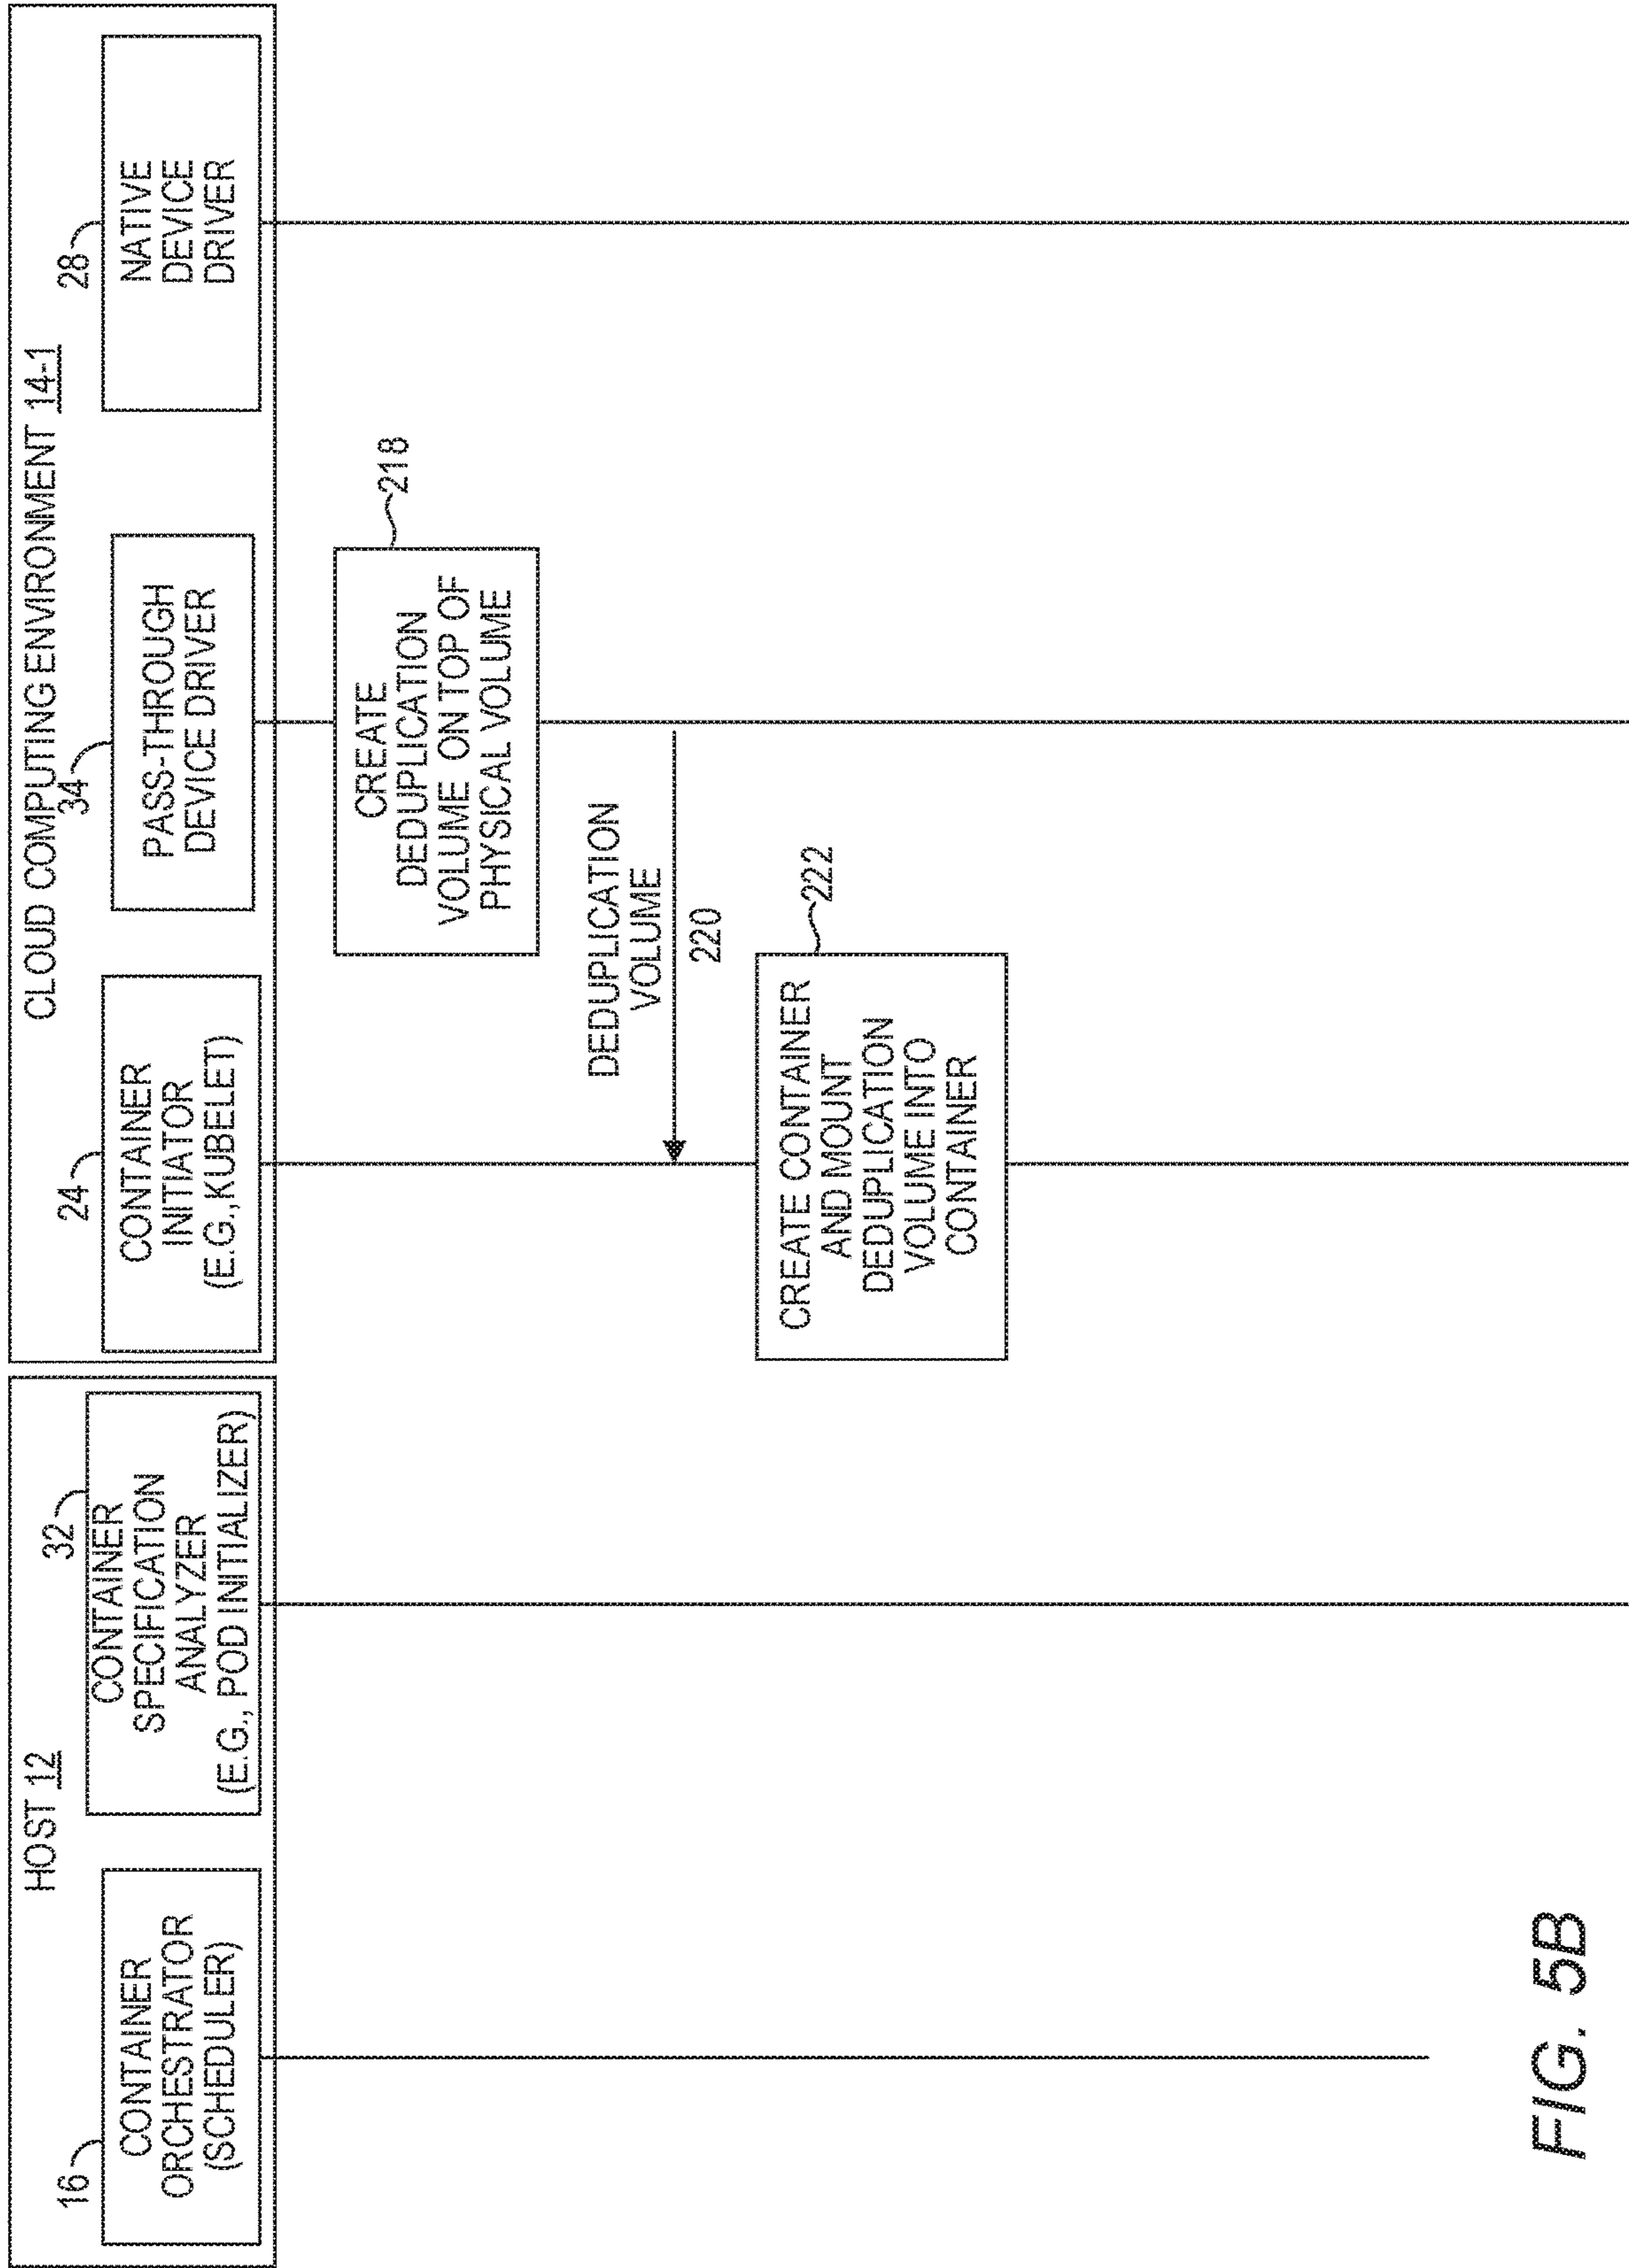 HOST 12
16
CONTAINER
ORCHESTRATOR
(SCHEDULER)
32
CONTAINER
SPECIFICATION
ANALYZER
(E.G., POD INITIALIZER)
CLOUD COMPUTING ENVIRONMENT 14-1
24
CONTAINER
INITIATOR
(E.G.,KUBELET)
34
PASS-THROUGH
DEVICE DRIVER
28
NATIVE
DEVICE
DRIVER
218
CREATE
DEDUPLICATION
VOLUME ON TOP OF
PHYSICAL VOLUME
DEDUPLICATION
VOLUME
220
222
CREATE CONTAINER
AND MOUNT
DEDUPLICATION
VOLUME INTO
CONTAINER
FIG. 5B